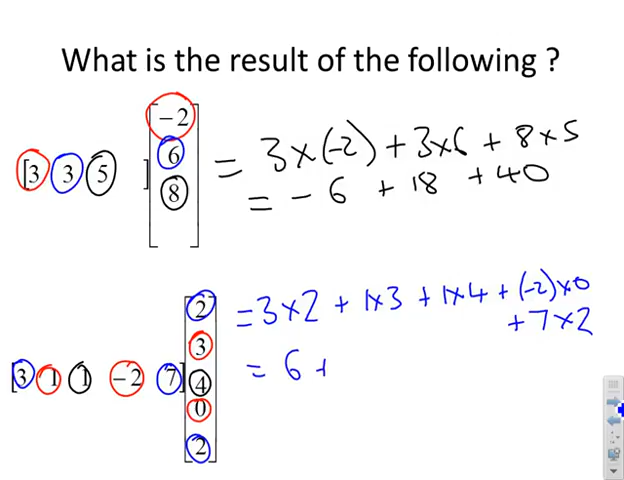 What is the result of the following ?
[3 3 5 ] [-2 6 8] = 3×(-2) + 3×6 + 8×5
= - 6 + 18 + 40
[3 1 1 -2 7] [2 3 4 0 2] = 3×2 + 1×3 + 1×4 + (-2)×0
+ 7×2
= 6 +